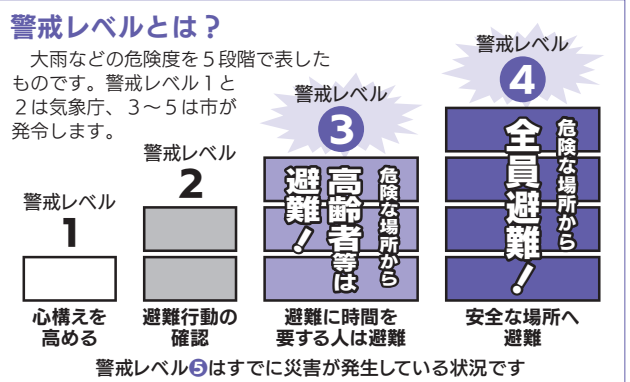 警戒レベルとは？
大雨などの危険度を５段階で表した
ものです。警戒レベル１と
２は気象庁、３～５は市が
発令します。
警戒レベル
1
心構えを
高める
警戒レベル
2
避難行動の
確認
警戒レベル
3
危険な場所から
高齢者等は
避難！
避難に時間を
要する人は避難
警戒レベル
4
危険な場所から
全員避難！
安全な場所へ
避難
警戒レベル❺はすでに災害が発生している状況です